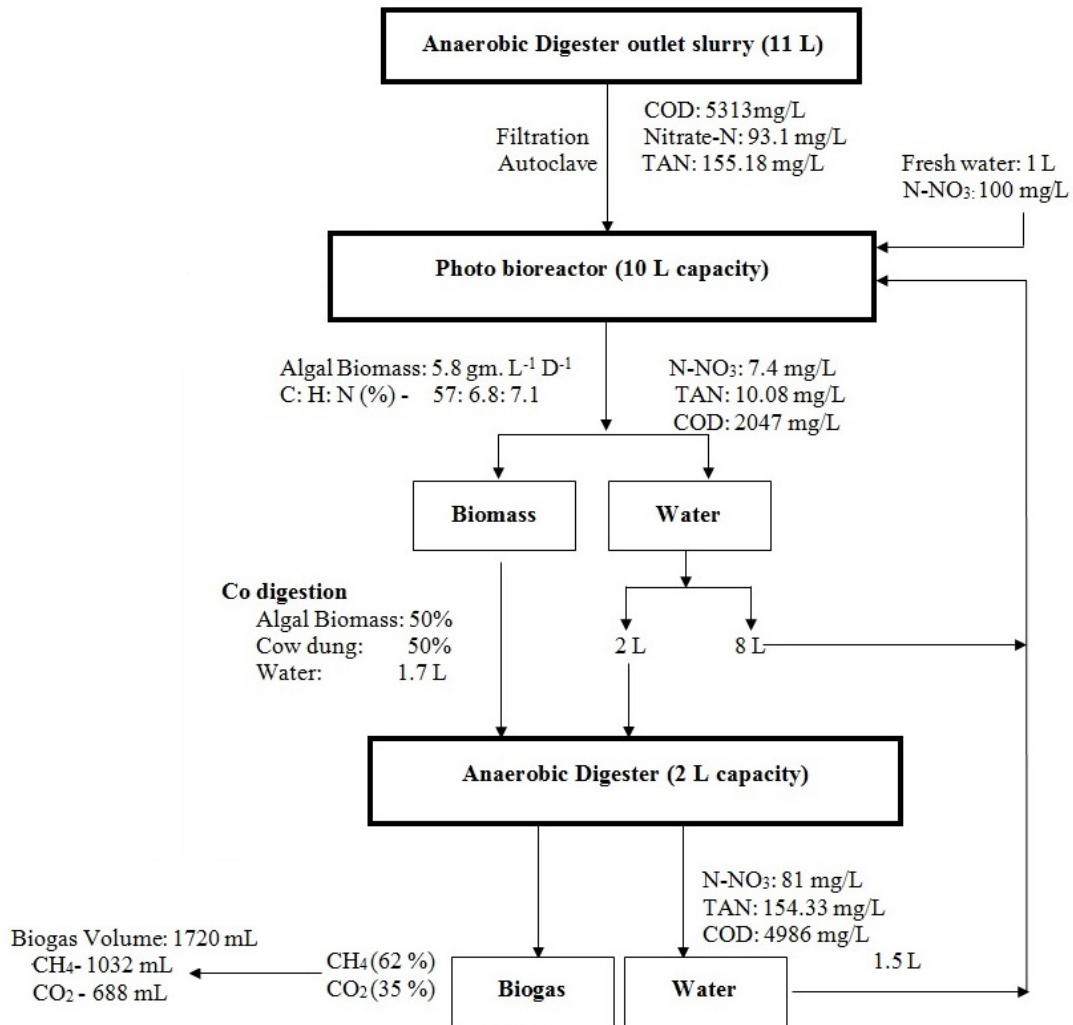 Anaerobic Digester outlet slurry (11 L)
Filtration
Autoclave
COD: 5313mg/L
Nitrate-N: 93.1 mg/L
TAN: 155.18 mg/L
Fresh water: 1 L
N-NO₃: 100 mg/L
Photo bioreactor (10 L capacity)
Algal Biomass: 5.8 gm. L⁻¹ D⁻¹
C: H: N (%) - 57: 6.8: 7.1
N-NO₃: 7.4 mg/L
TAN: 10.08 mg/L
COD: 2047 mg/L
Biomass
Water
Co digestion
Algal Biomass: 50%
Cow dung: 50%
Water: 1.7 L
2 L
8 L
Anaerobic Digester (2 L capacity)
N-NO₃: 81 mg/L
TAN: 154.33 mg/L
COD: 4986 mg/L
1.5 L
Biogas Volume: 1720 mL
CH₄- 1032 mL
CO₂ - 688 mL
CH₄ (62 %)
CO₂ (35 %)
Biogas
Water